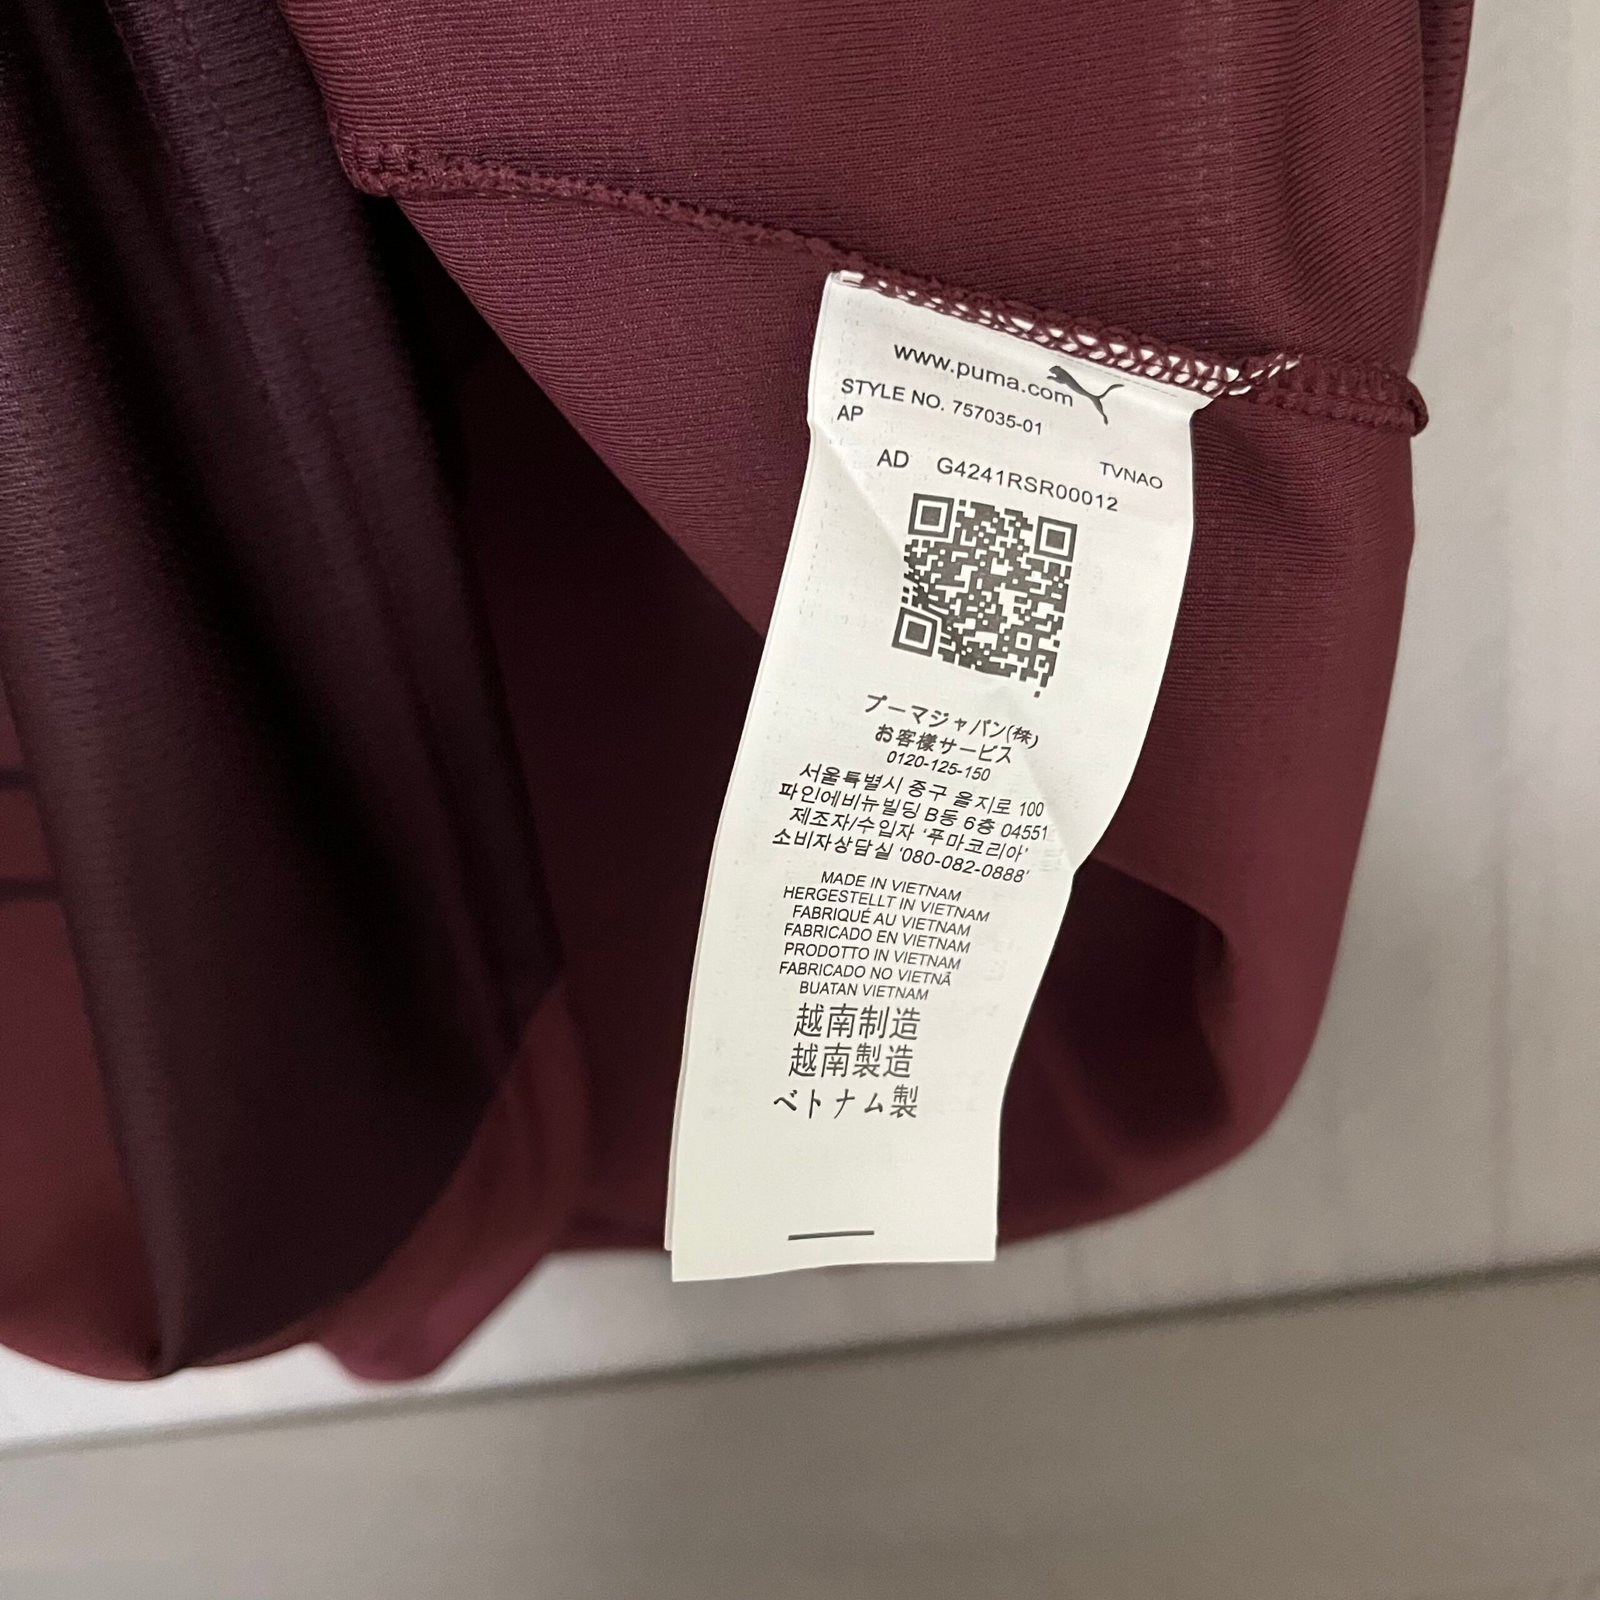 www.puma.com
STYLE NO. 757035-01
AP
TVNAO
AD G4241RSR00012
プーマジャパン(株)
お客様サービス
0120-125-150
서울특별시 중구 을지로 100
파인에비뉴빌딩 B동 6층 04551
제조자/수입자 '푸마코리아'
소비자상담실 '080-082-0888'
MADE IN VIETNAM
HERGESTELLT IN VIETNAM
FABRIQUÉ AU VIETNAM
FABRICADO EN VIETNAM
PRODOTTO IN VIETNAM
FABRICADO NO VIETNÃ
BUATAN VIETNAM
越南制造
越南製造
ベトナム製